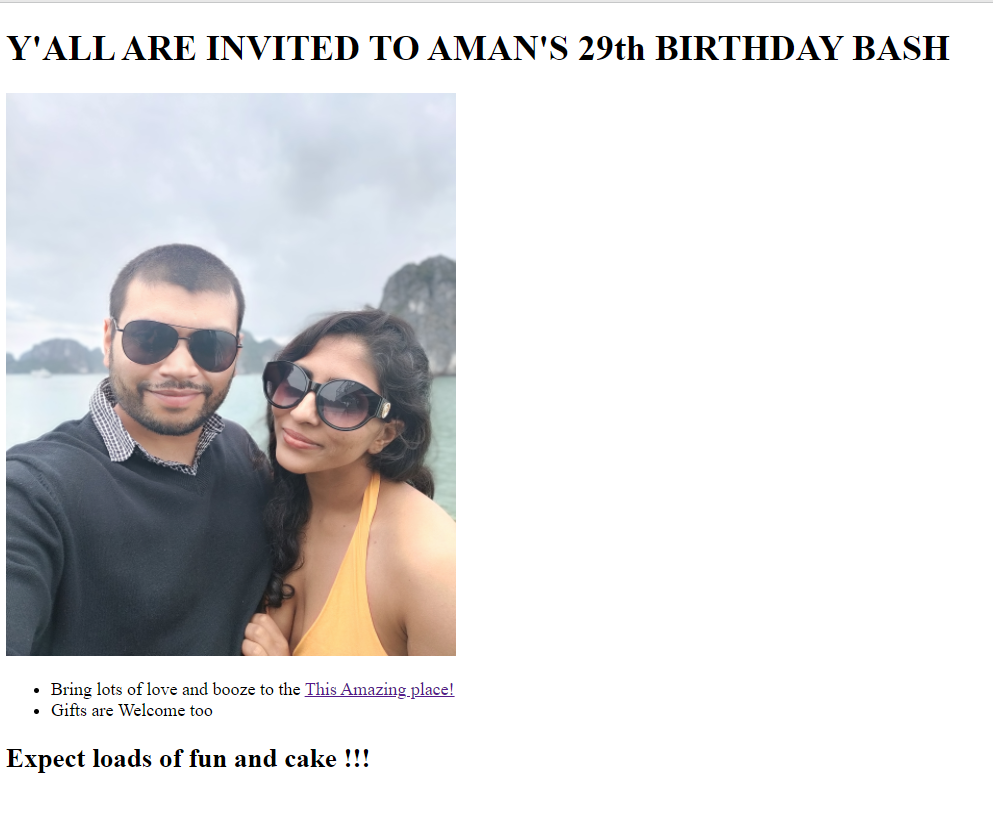 Y'ALL ARE INVITED TO AMAN'S 29th BIRTHDAY BASH
Bring lots of love and booze to the This Amazing place!
Gifts are Welcome too
Expect loads of fun and cake !!!